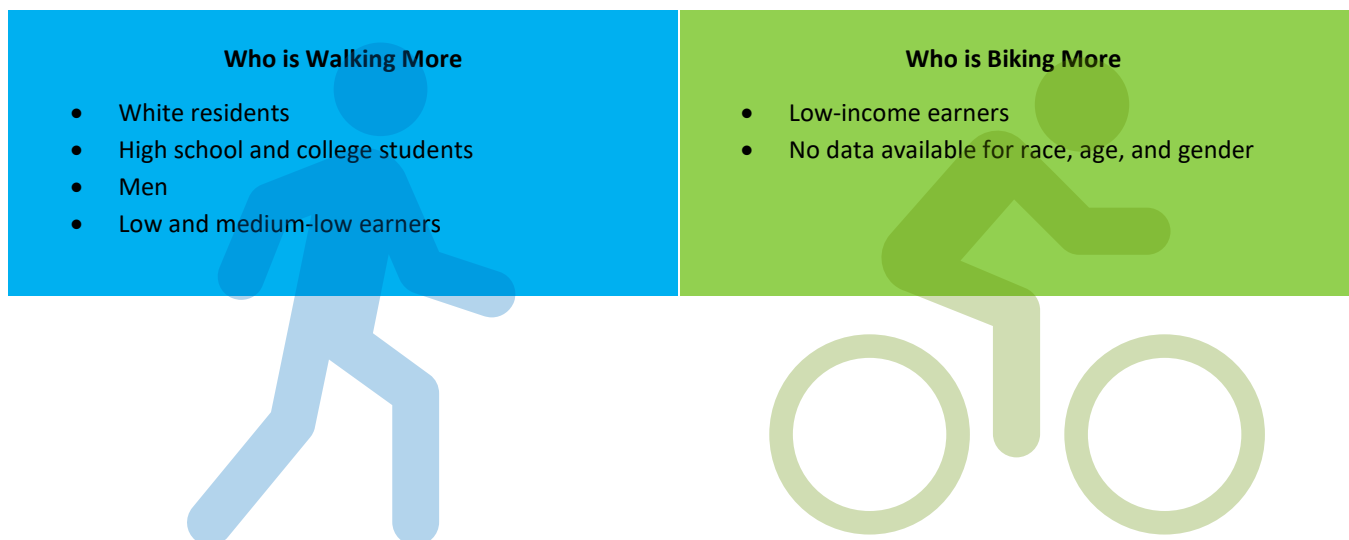 Who is Walking More
• White residents
• High school and college students
• Men
• Low and medium-low earners
Who is Biking More
• Low-income earners
• No data available for race, age, and gender